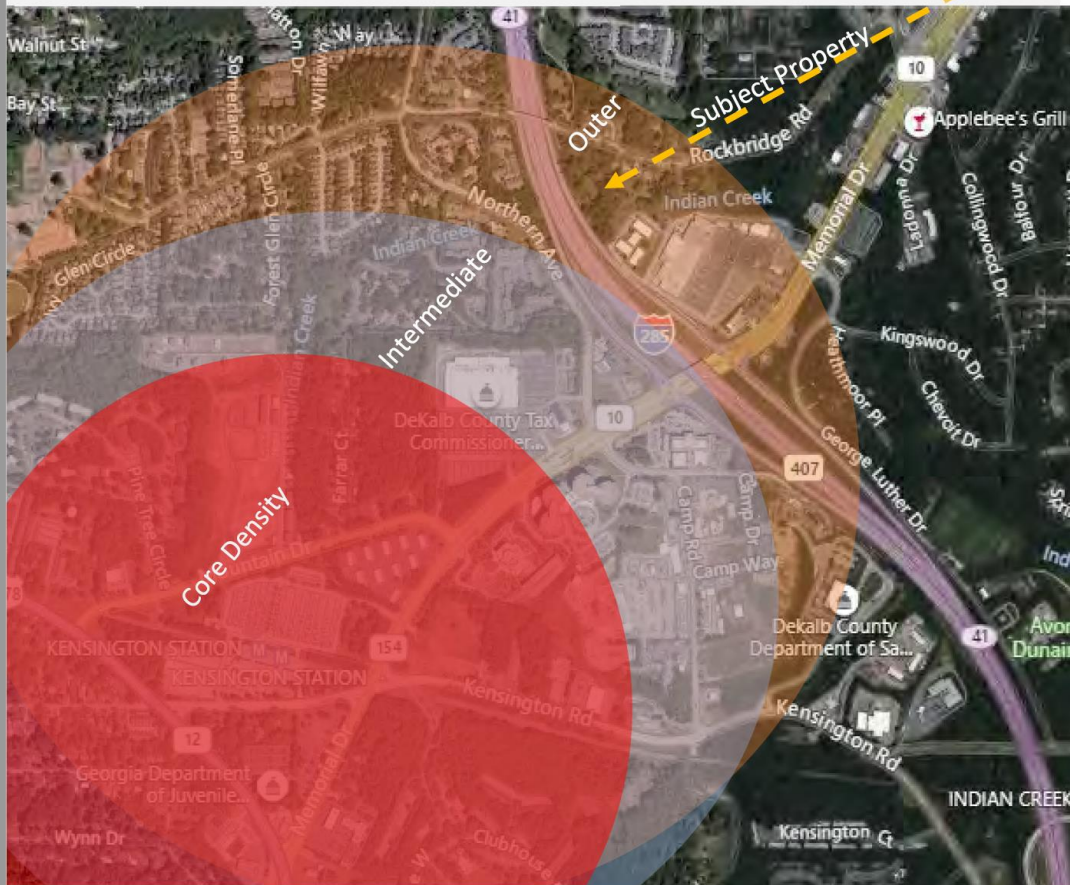 41
Walnut St
Way
Bay St
Somerlane Pl
Outer
Subject Property
10
Applebee's Grill
Rockbridge Rd
Indian Creek
Memorial Dr
Ladonna Dr
Collingwood Dr
Balfour Dr
Northern Ave
Glen Circle
Forest Glen Circle
Indian Creek
Intermediate
285
Kingswood Dr
Heathmoor Pl
Chevoit Dr
Indian Creek
DeKalb County Tax
Commissioner...
10
George Luther Dr
407
Farrar Ct
Pine Tree Circle
Core Density
Camp Rd
Camp Dr
Camp Way
Dekalb County
Department of Sa...
41
KENSINGTON STATION
M
M
154
KENSINGTON STATION
Kensington Rd
Kensington Rd
12
Georgia Department
of Juvenile...
Memorial Dr
INDIAN CREEK
Wynn Dr
Kensington Ct
Clubhouse